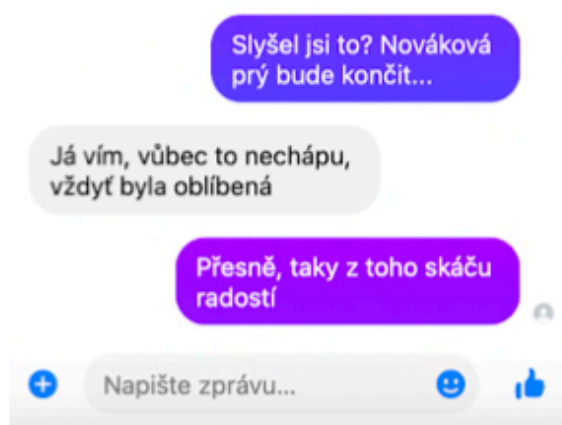 Slyšel jsi to? Nováková
prý bude končit...
Já vím, vůbec to nechápu,
vždyť byla oblíbená
Přesně, taky z toho skáču
radostí
Napište zprávu...